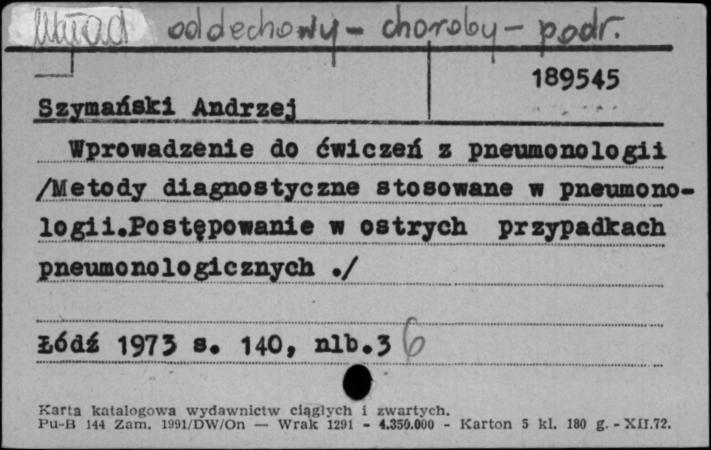 Układ oddechowy - choroby - podr.
189545
Szymański Andrzej
Wprowadzenie do ćwiczeń z pneumonologii
/Metody diagnostyczne stosowane w pneumono-
logii.Postępowanie w ostrych przypadkach
pneumonologicznych ./
Łódź 1973 s. 140, nlb.3 6
Karta katalogowa wydawnictw ciągłych i zwartych.
Pu-B 144 Zam. 1991/DW/On — Wrak 1291 - 4.350.000 - Karton 5 kl. 180 g. - XII.72.